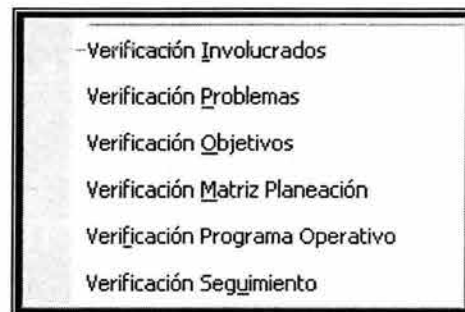 Verificación Involucrados
Verificación Problemas
Verificación Objetivos
Verificación Matriz Planeación
Verificación Programa Operativo
Verificación Seguimiento